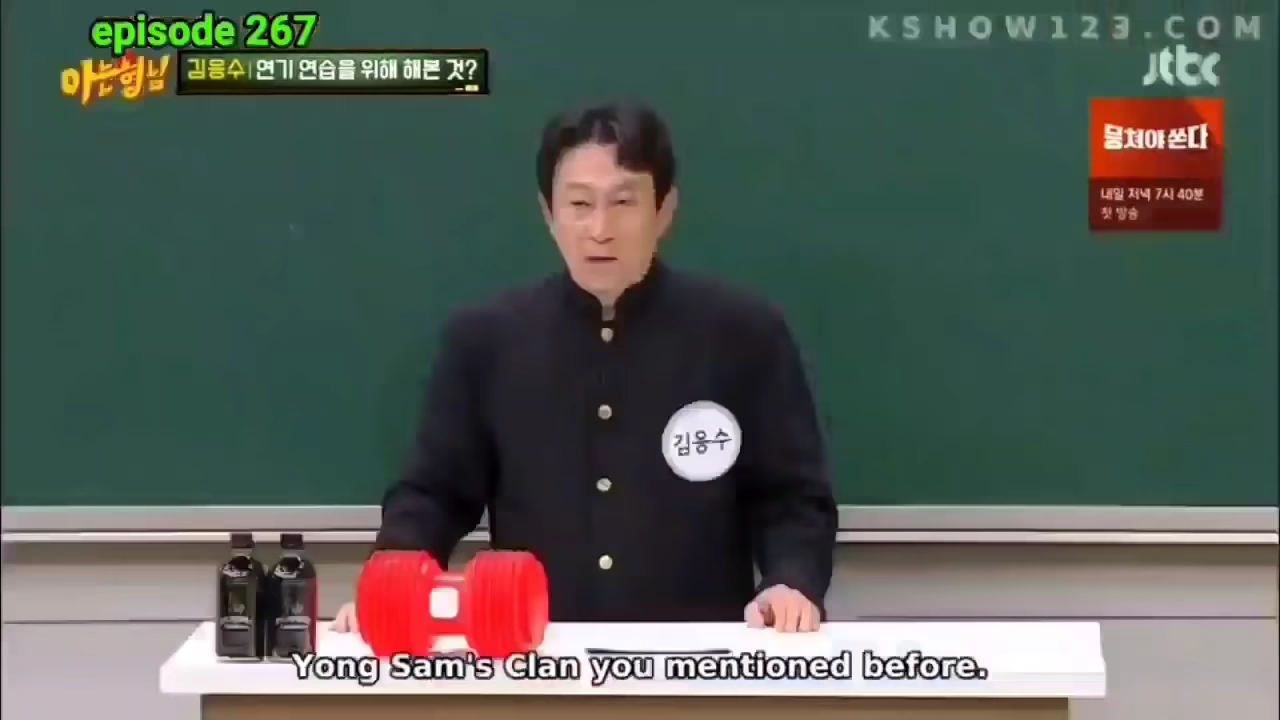 episode 267
KSHOW123.COM
아는형님
김응수 | 연기 연습을 위해 해본 것?
jtbc
뭉쳐야 쏜다
내일 저녁 7시 40분
첫 방송
김응수
Yong Sam's Clan you mentioned before.